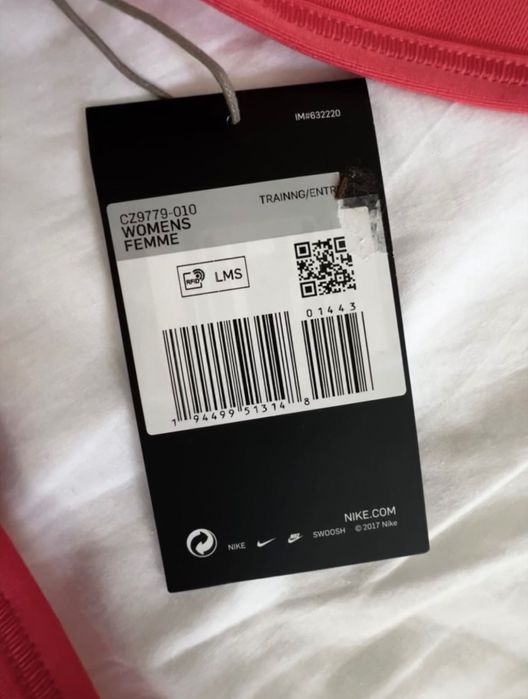 IM#632220
CZ9779-010
WOMENS
FEMME
TRAINNG/ENTR
RFID
LMS
01443
1 94499 51314 8
NIKE.COM
NIKE SWOOSH © 2017 Nike